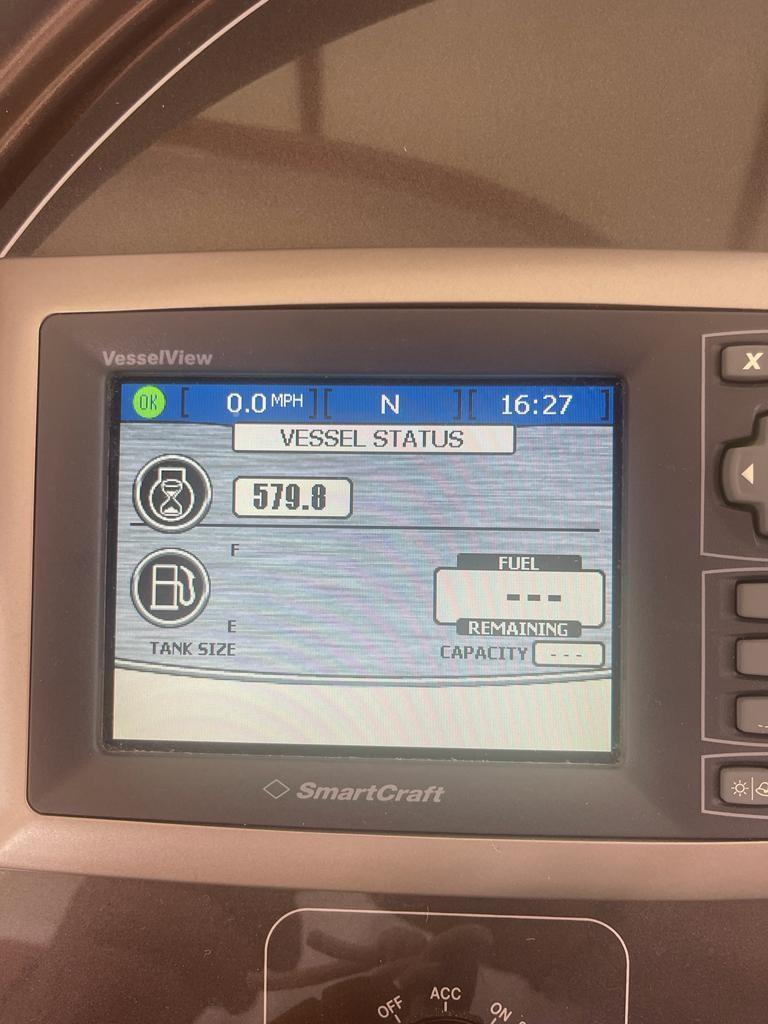 VesselView
X
OK [ 0.0 MPH ] [ N ] [ 16:27 ]
VESSEL STATUS
579.8
F
FUEL
---
E
REMAINING
TANK SIZE
CAPACITY ---
SmartCraft
OFF ACC ON